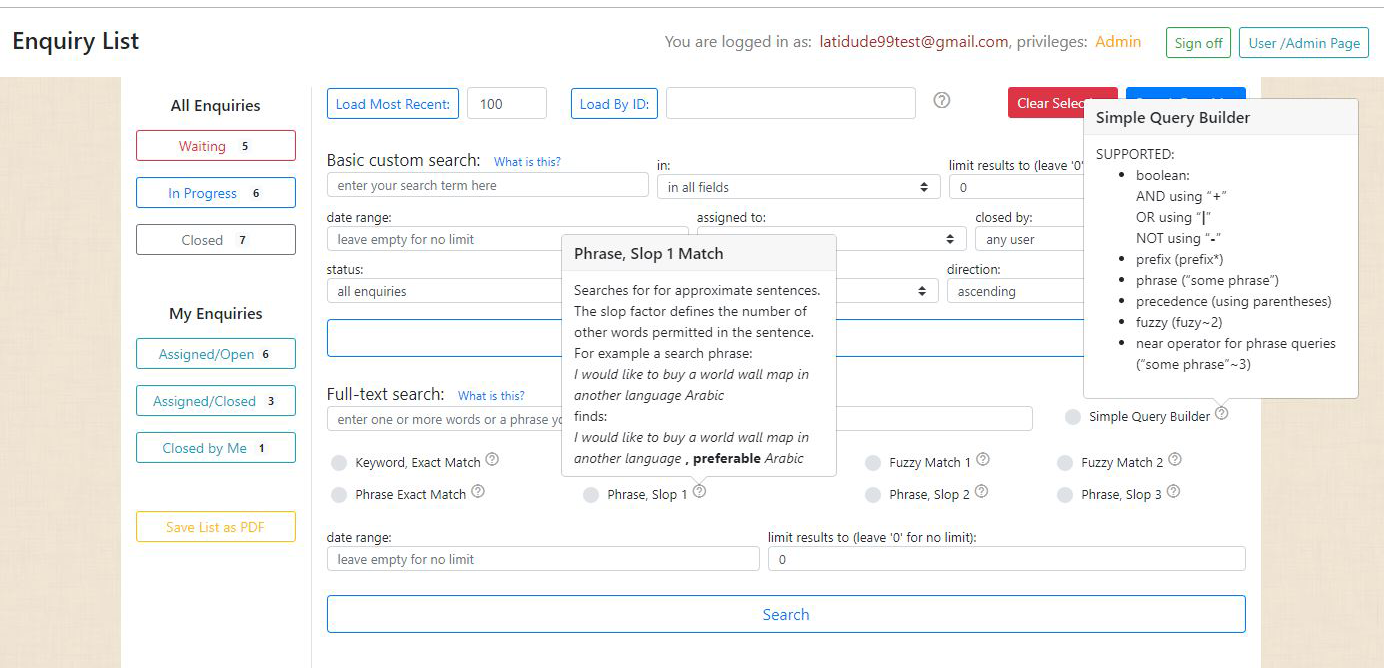 Enquiry List
You are logged in as: latidude99test@gmail.com, privileges: Admin
Sign off
User /Admin Page
All Enquiries
Waiting 5
In Progress 6
Closed 7
My Enquiries
Assigned/Open 6
Assigned/Closed 3
Closed by Me 1
Save List as PDF
Load Most Recent:
100
Load By ID:
Clear
Basic custom search: What is this?
enter your search term here
in:
in all fields
limit results to (leave '0'
0
date range:
leave empty for no limit
assigned to:
closed by:
any user
status:
all enquiries
direction:
ascending
Phrase, Slop 1 Match
Searches for for approximate sentences.
The slop factor defines the number of
other words permitted in the sentence.
For example a search phrase:
I would like to buy a world wall map in
another language Arabic
finds:
I would like to buy a world wall map in
another language , preferable Arabic
Simple Query Builder
SUPPORTED:
• boolean:
AND using “+”
OR using “|”
NOT using “-”
• prefix (prefix*)
• phrase (“some phrase”)
• precedence (using parentheses)
• fuzzy (fuzy~2)
• near operator for phrase queries
(“some phrase”~3)
Full-text search: What is this?
enter one or more words or a phrase
Simple Query Builder
Keyword, Exact Match
Fuzzy Match 1
Fuzzy Match 2
Phrase Exact Match
Phrase, Slop 1
Phrase, Slop 2
Phrase, Slop 3
date range:
leave empty for no limit
limit results to (leave '0' for no limit):
0
Search